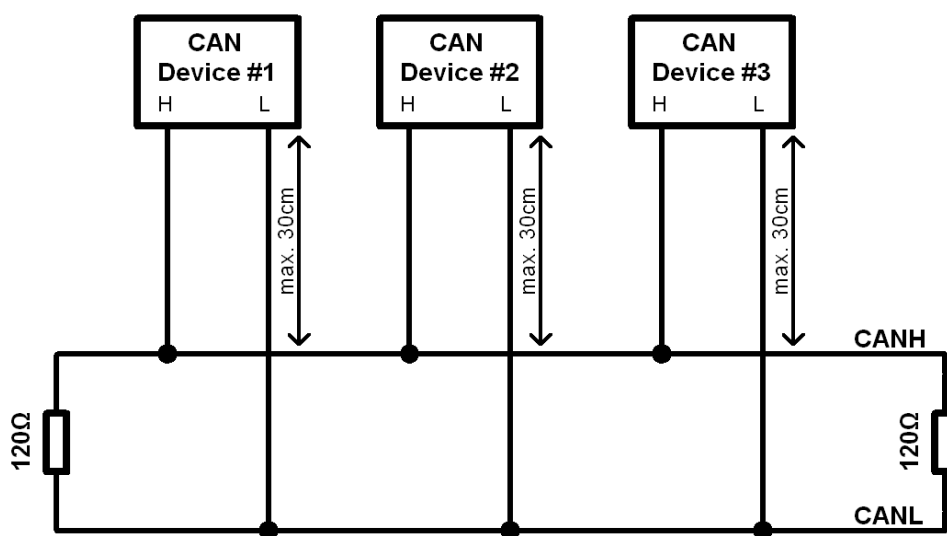 CAN
Device #1
H L
CAN
Device #2
H L
CAN
Device #3
H L
max. 30cm
max. 30cm
max. 30cm
CANH
120Ω
120Ω
CANL